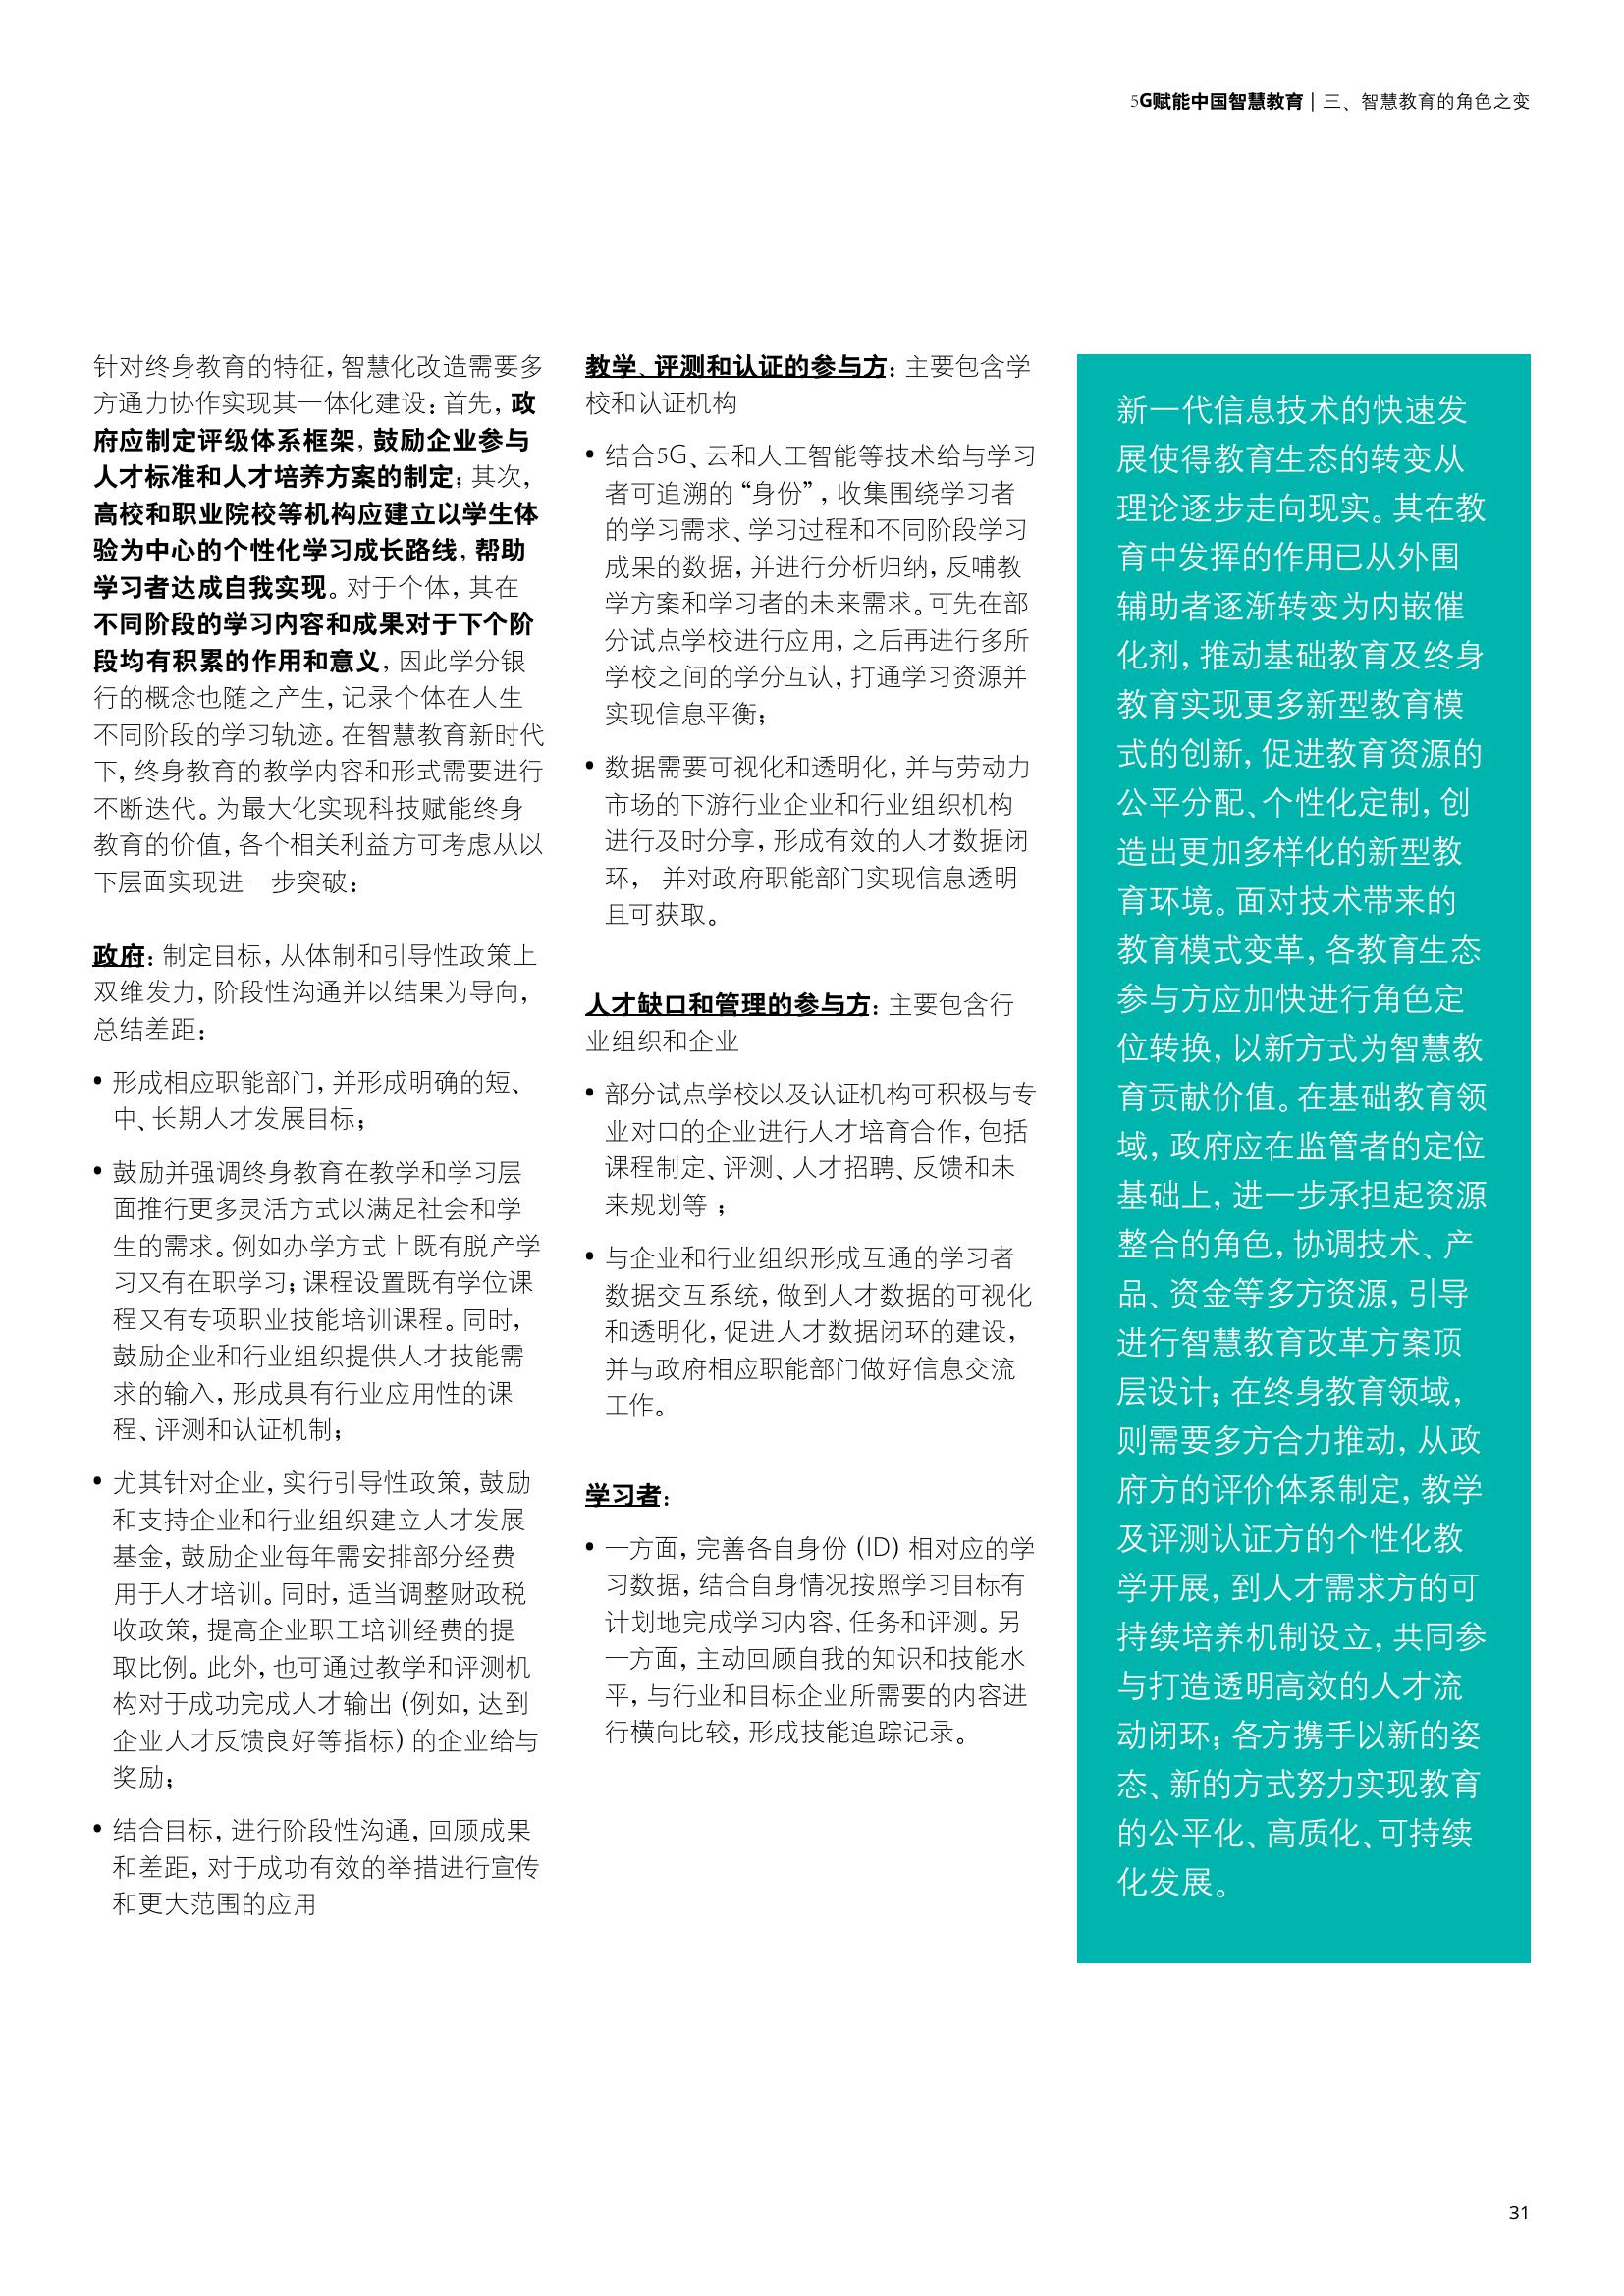 5G赋能中国智慧教育 | 三、智慧教育的角色之变
针对终身教育的特征，智慧化改造需要多
方通力协作实现其一体化建设：首先，政
府应制定评级体系框架，鼓励企业参与
人才标准和人才培养方案的制定；其次，
高校和职业院校等机构应建立以学生体
验为中心的个性化学习成长路线，帮助
学习者达成自我实现。对于个体，其在
不同阶段的学习内容和成果对于下个阶
段均有积累的作用和意义，因此学分银
行的概念也随之产生，记录个体在人生
不同阶段的学习轨迹。在智慧教育新时代
下，终身教育的教学内容和形式需要进行
不断迭代。为最大化实现科技赋能终身
教育的价值，各个相关利益方可考虑从以
下层面实现进一步突破：
政府：制定目标，从体制和引导性政策上
双维发力，阶段性沟通并以结果为导向，
总结差距：
• 形成相应职能部门，并形成明确的短、
中、长期人才发展目标；
• 鼓励并强调终身教育在教学和学习层
面推行更多灵活方式以满足社会和学
生的需求。例如办学方式上既有脱产学
习又有在职学习；课程设置既有学位课
程又有专项职业技能培训课程。同时，
鼓励企业和行业组织提供人才技能需
求的输入，形成具有行业应用性的课
程、评测和认证机制；
• 尤其针对企业，实行引导性政策，鼓励
和支持企业和行业组织建立人才发展
基金，鼓励企业每年需安排部分经费
用于人才培训。同时，适当调整财政税
收政策，提高企业职工培训经费的提
取比例。此外，也可通过教学和评测机
构对于成功完成人才输出（例如，达到
企业人才反馈良好等指标）的企业给与
奖励；
• 结合目标，进行阶段性沟通，回顾成果
和差距，对于成功有效的举措进行宣传
和更大范围的应用
教学、评测和认证的参与方：主要包含学
校和认证机构
• 结合5G、云和人工智能等技术给与学习
者可追溯的“身份”，收集围绕学习者
的学习需求、学习过程和不同阶段学习
成果的数据，并进行分析归纳，反哺教
学方案和学习者的未来需求。可先在部
分试点学校进行应用，之后再进行多所
学校之间的学分互认，打通学习资源并
实现信息平衡；
• 数据需要可视化和透明化，并与劳动力
市场的下游行业企业和行业组织机构
进行及时分享，形成有效的人才数据闭
环， 并对政府职能部门实现信息透明
且可获取。
人才缺口和管理的参与方：主要包含行
业组织和企业
• 部分试点学校以及认证机构可积极与专
业对口的企业进行人才培育合作，包括
课程制定、评测、人才招聘、反馈和未
来规划等 ；
• 与企业和行业组织形成互通的学习者
数据交互系统，做到人才数据的可视化
和透明化，促进人才数据闭环的建设，
并与政府相应职能部门做好信息交流
工作。
学习者：
• 一方面，完善各自身份（ID）相对应的学
习数据，结合自身情况按照学习目标有
计划地完成学习内容、任务和评测。另
一方面，主动回顾自我的知识和技能水
平，与行业和目标企业所需要的内容进
行横向比较，形成技能追踪记录。
新一代信息技术的快速发
展使得教育生态的转变从
理论逐步走向现实。其在教
育中发挥的作用已从外围
辅助者逐渐转变为内嵌催
化剂，推动基础教育及终身
教育实现更多新型教育模
式的创新，促进教育资源的
公平分配、个性化定制，创
造出更加多样化的新型教
育环境。面对技术带来的
教育模式变革，各教育生态
参与方应加快进行角色定
位转换，以新方式为智慧教
育贡献价值。在基础教育领
域，政府应在监管者的定位
基础上，进一步承担起资源
整合的角色，协调技术、产
品、资金等多方资源，引导
进行智慧教育改革方案顶
层设计；在终身教育领域，
则需要多方合力推动，从政
府方的评价体系制定，教学
及评测认证方的个性化教
学开展，到人才需求方的可
持续培养机制设立，共同参
与打造透明高效的人才流
动闭环；各方携手以新的姿
态、新的方式努力实现教育
的公平化、高质化、可持续
化发展。
31